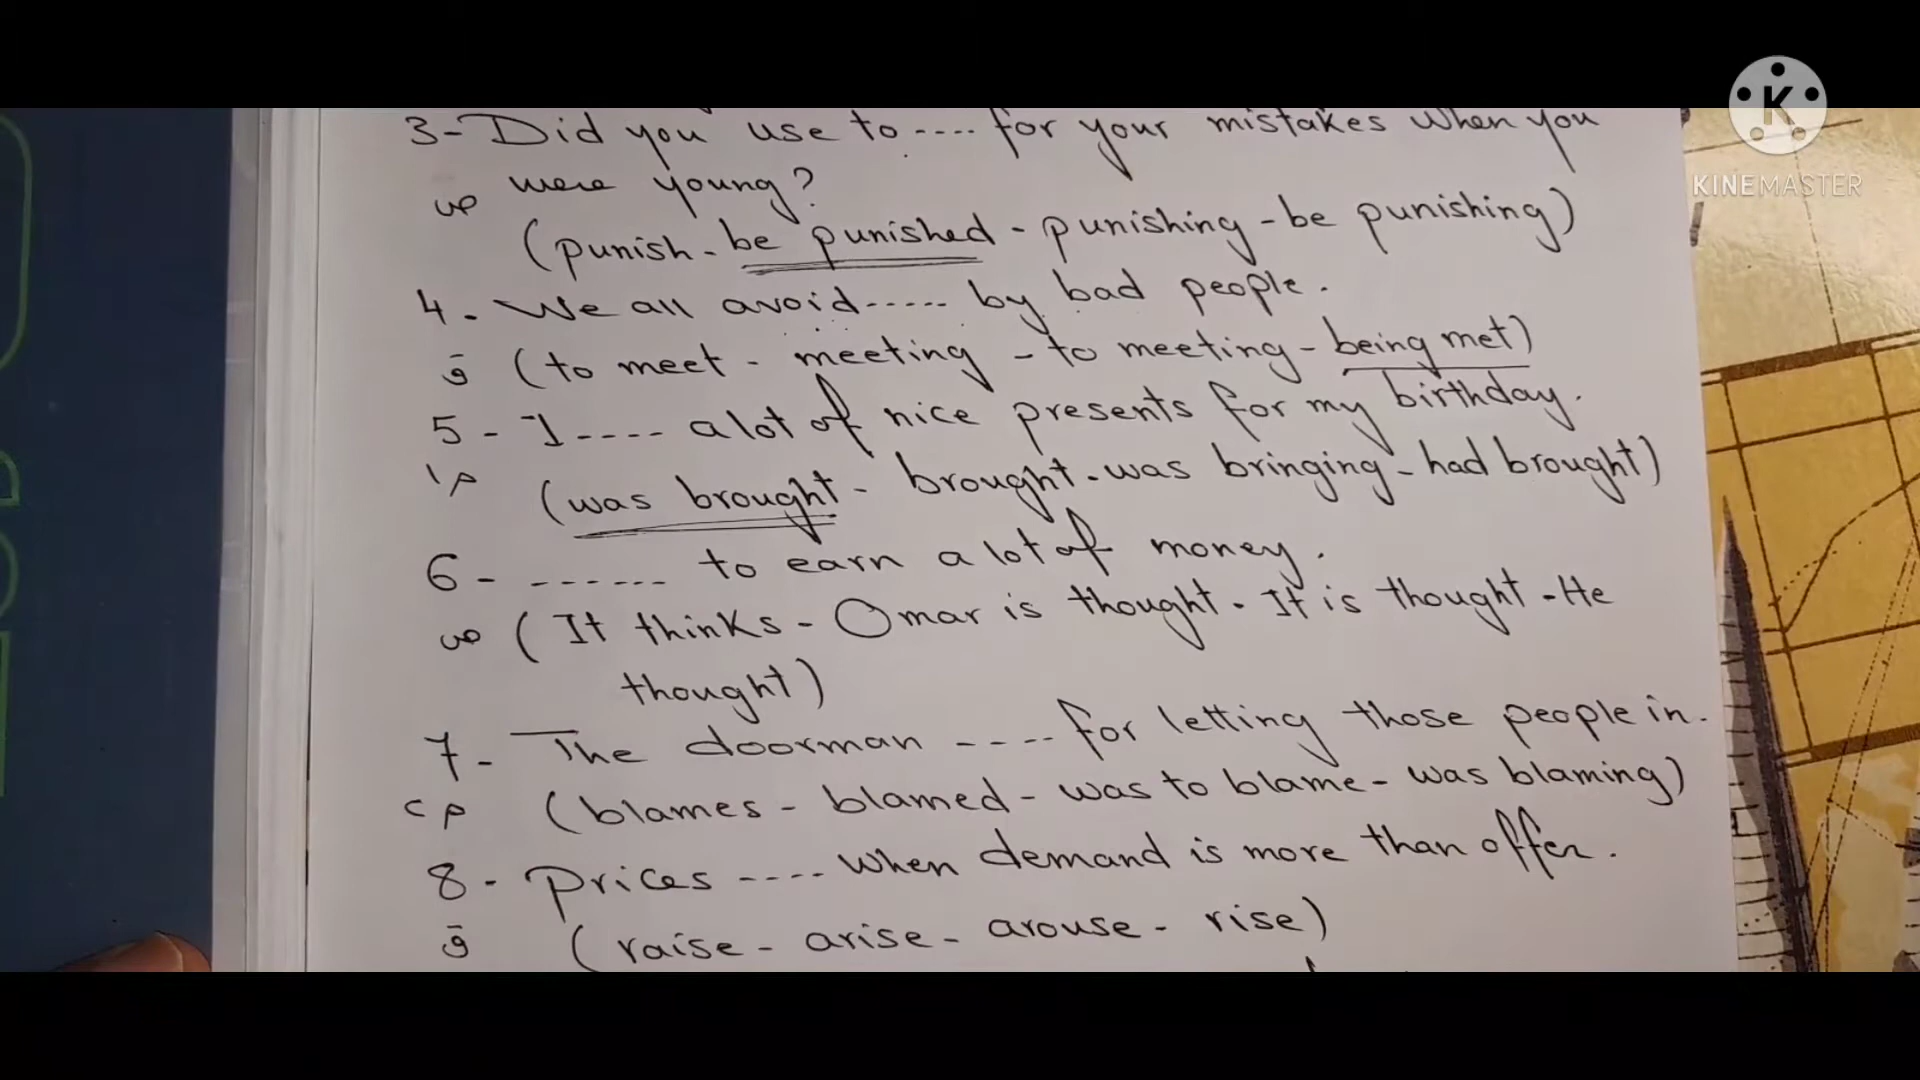 K
KINEMASTER
3- Did you use to .... for your mistakes when you
were young?
(punish - be punished - punishing - be punishing)
4. We all avoid ..... by bad people.
(to meet - meeting - to meeting - being met)
5 - I ---- a lot of nice presents for my birthday.
(was brought - brought - was bringing - had brought)
6 - ------ to earn a lot of money.
(It thinks - Omar is thought - It is thought - He
thought)
7 - The doorman ---- for letting those people in.
(blames - blamed - was to blame - was blaming)
8 - Prices ---- when demand is more than offer.
(raise - arise - arouse - rise)